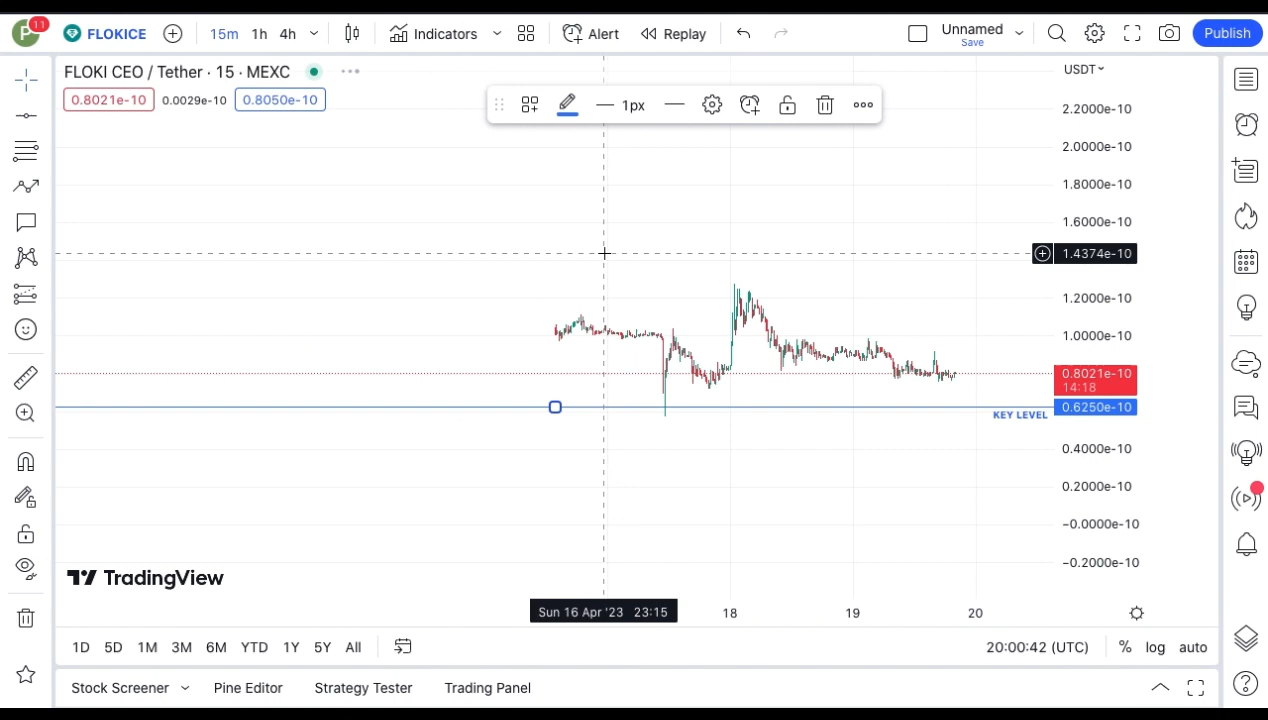 P 11 FLOKICE 15m 1h 4h Indicators Alert Replay Unnamed Save Publish
FLOKI CEO / Tether · 15 · MEXC
0.8021e-10 0.0029e-10 0.8050e-10
1px
USDT
2.2000e-10
2.0000e-10
1.8000e-10
1.6000e-10
1.4374e-10
1.2000e-10
1.0000e-10
0.8021e-10
14:18
0.6250e-10
KEY LEVEL
0.4000e-10
0.2000e-10
−0.0000e-10
−0.2000e-10
TradingView
Sun 16 Apr '23 23:15 18 19 20
1D 5D 1M 3M 6M YTD 1Y 5Y All 20:00:42 (UTC) % log auto
Stock Screener Pine Editor Strategy Tester Trading Panel